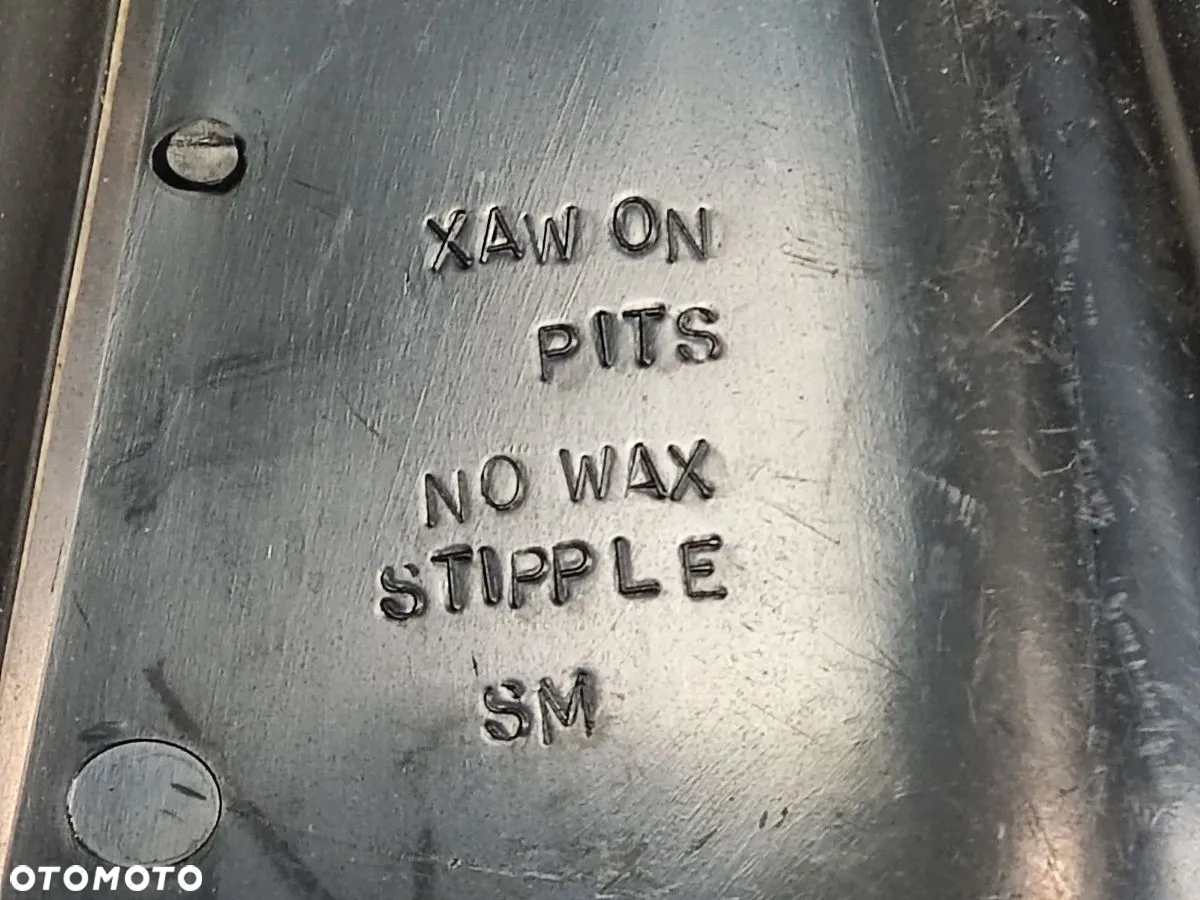 XAW ON
PITS
NO WAX
STIPPLE
SM
OTOMOTO